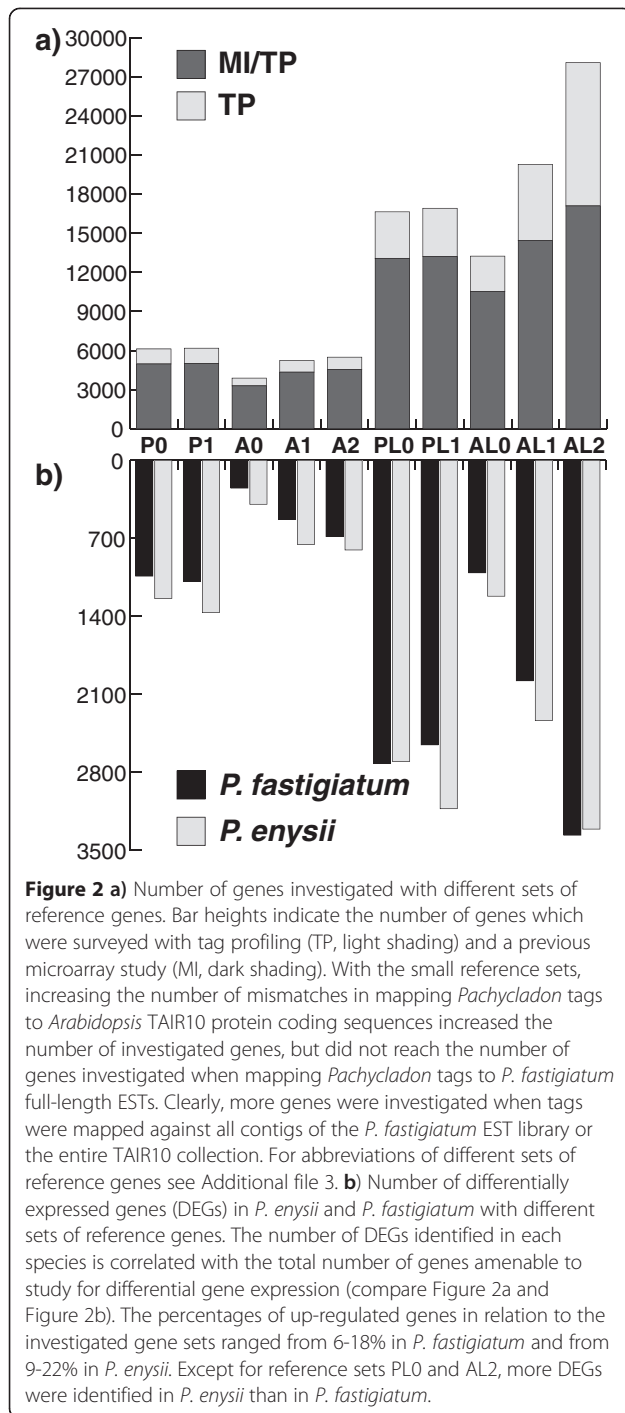 a)
30000
27000
24000
21000
18000
15000
12000
9000
6000
3000
0
MI/TP
TP
P0 P1 A0 A1 A2 PL0 PL1 AL0 AL1 AL2
b)
0
700
1400
2100
2800
3500
P. fastigiatum
P. enysii
Figure 2 a) Number of genes investigated with different sets of
reference genes. Bar heights indicate the number of genes which
were surveyed with tag profiling (TP, light shading) and a previous
microarray study (MI, dark shading). With the small reference sets,
increasing the number of mismatches in mapping Pachycladon tags
to Arabidopsis TAIR10 protein coding sequences increased the
number of investigated genes, but did not reach the number of
genes investigated when mapping Pachycladon tags to P. fastigiatum
full-length ESTs. Clearly, more genes were investigated when tags
were mapped against all contigs of the P. fastigiatum EST library or
the entire TAIR10 collection. For abbreviations of different sets of
reference genes see Additional file 3. b) Number of differentially
expressed genes (DEGs) in P. enysii and P. fastigiatum with different
sets of reference genes. The number of DEGs identified in each
species is correlated with the total number of genes amenable to
study for differential gene expression (compare Figure 2a and
Figure 2b). The percentages of up-regulated genes in relation to the
investigated gene sets ranged from 6-18% in P. fastigiatum and from
9-22% in P. enysii. Except for reference sets PL0 and AL2, more DEGs
were identified in P. enysii than in P. fastigiatum.